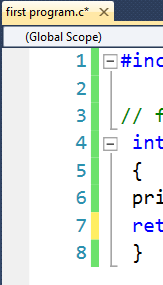 first program.c*
(Global Scope)
1 #inc
2
3 // f
4 int
5 {
6 pri
7 ret
8 }